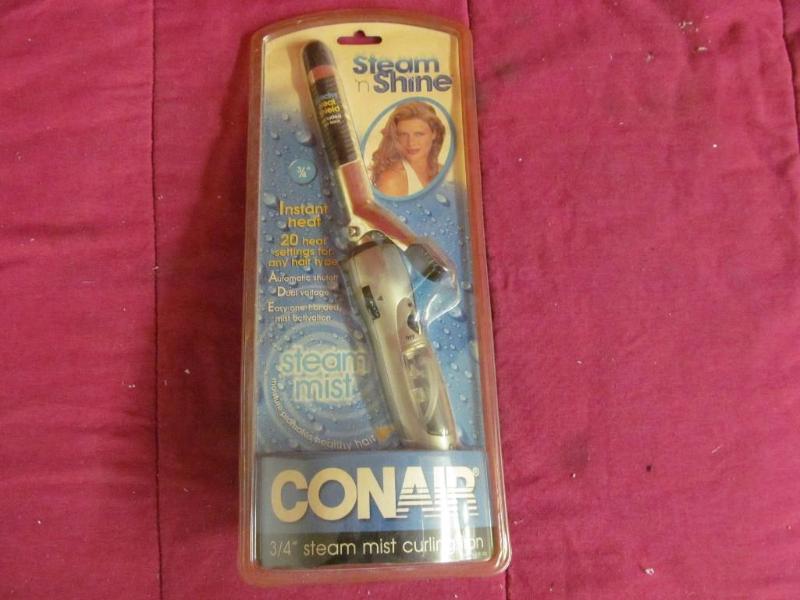 Steam
'n Shine
3/4"
Instant
heat
20 heat
settings for
any hair type
Automatic shutoff
Dual voltage
Easy one-handed
mist activation
steam
mist
moisture promotes healthy hair
CONAIR®
3/4" steam mist curling iron